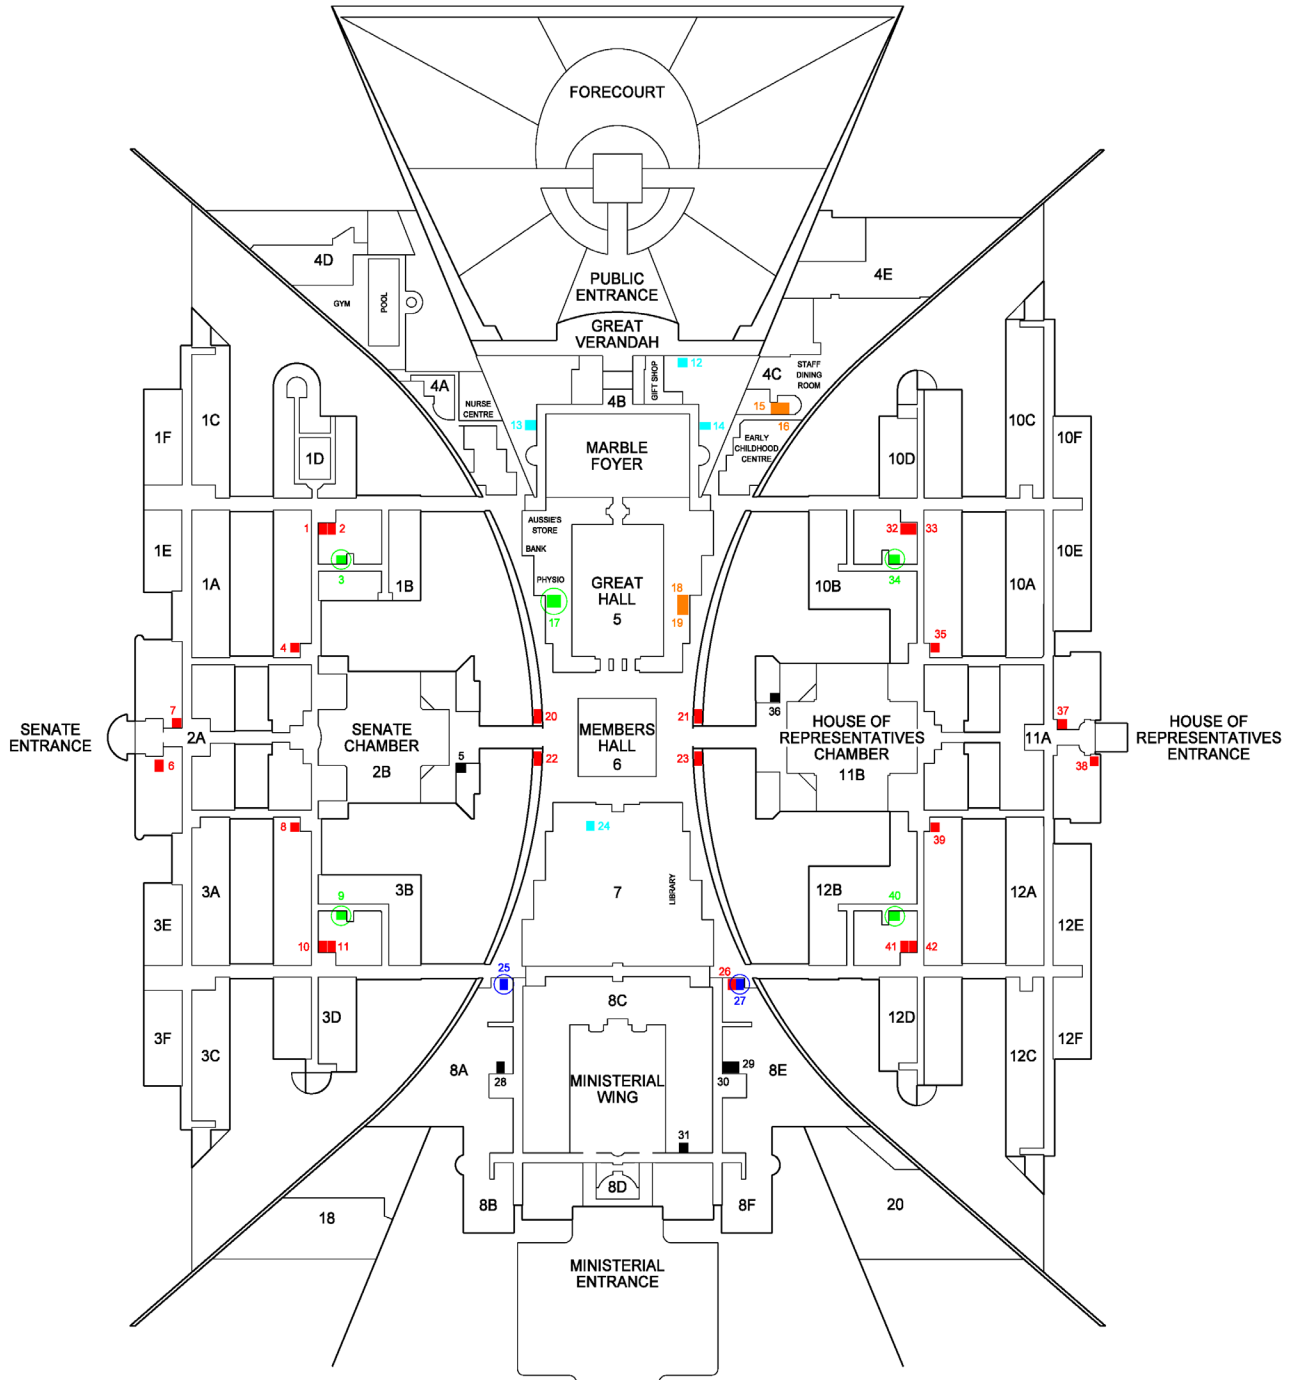 FORECOURT
4D
4E
GYM
POOL
PUBLIC
ENTRANCE
GREAT
VERANDAH
12
GIFT SHOP
4A
4B
4C
STAFF
DINING
ROOM
NURSE
CENTRE
15
16
13
14
1F
1C
1D
MARBLE
FOYER
EARLY
CHILDHOOD
CENTRE
10D
10C
10F
1
2
3
AUSSIE'S
STORE
BANK
PHYSIO
17
GREAT
HALL
5
18
19
32
33
34
1E
1A
1B
10B
10A
10E
4
35
7
20
21
36
37
SENATE
ENTRANCE
2A
SENATE
CHAMBER
2B
MEMBERS
HALL
6
HOUSE OF
REPRESENTATIVES
CHAMBER
11B
11A
HOUSE OF
REPRESENTATIVES
ENTRANCE
6
5
22
23
38
8
24
39
3A
3B
7
LIBRARY
12B
12A
9
40
3E
12E
10
11
41
42
25
26
27
8C
3F
3C
3D
12D
12C
12F
8A
28
MINISTERIAL
WING
29
30
8E
31
8B
8D
8F
18
20
MINISTERIAL
ENTRANCE